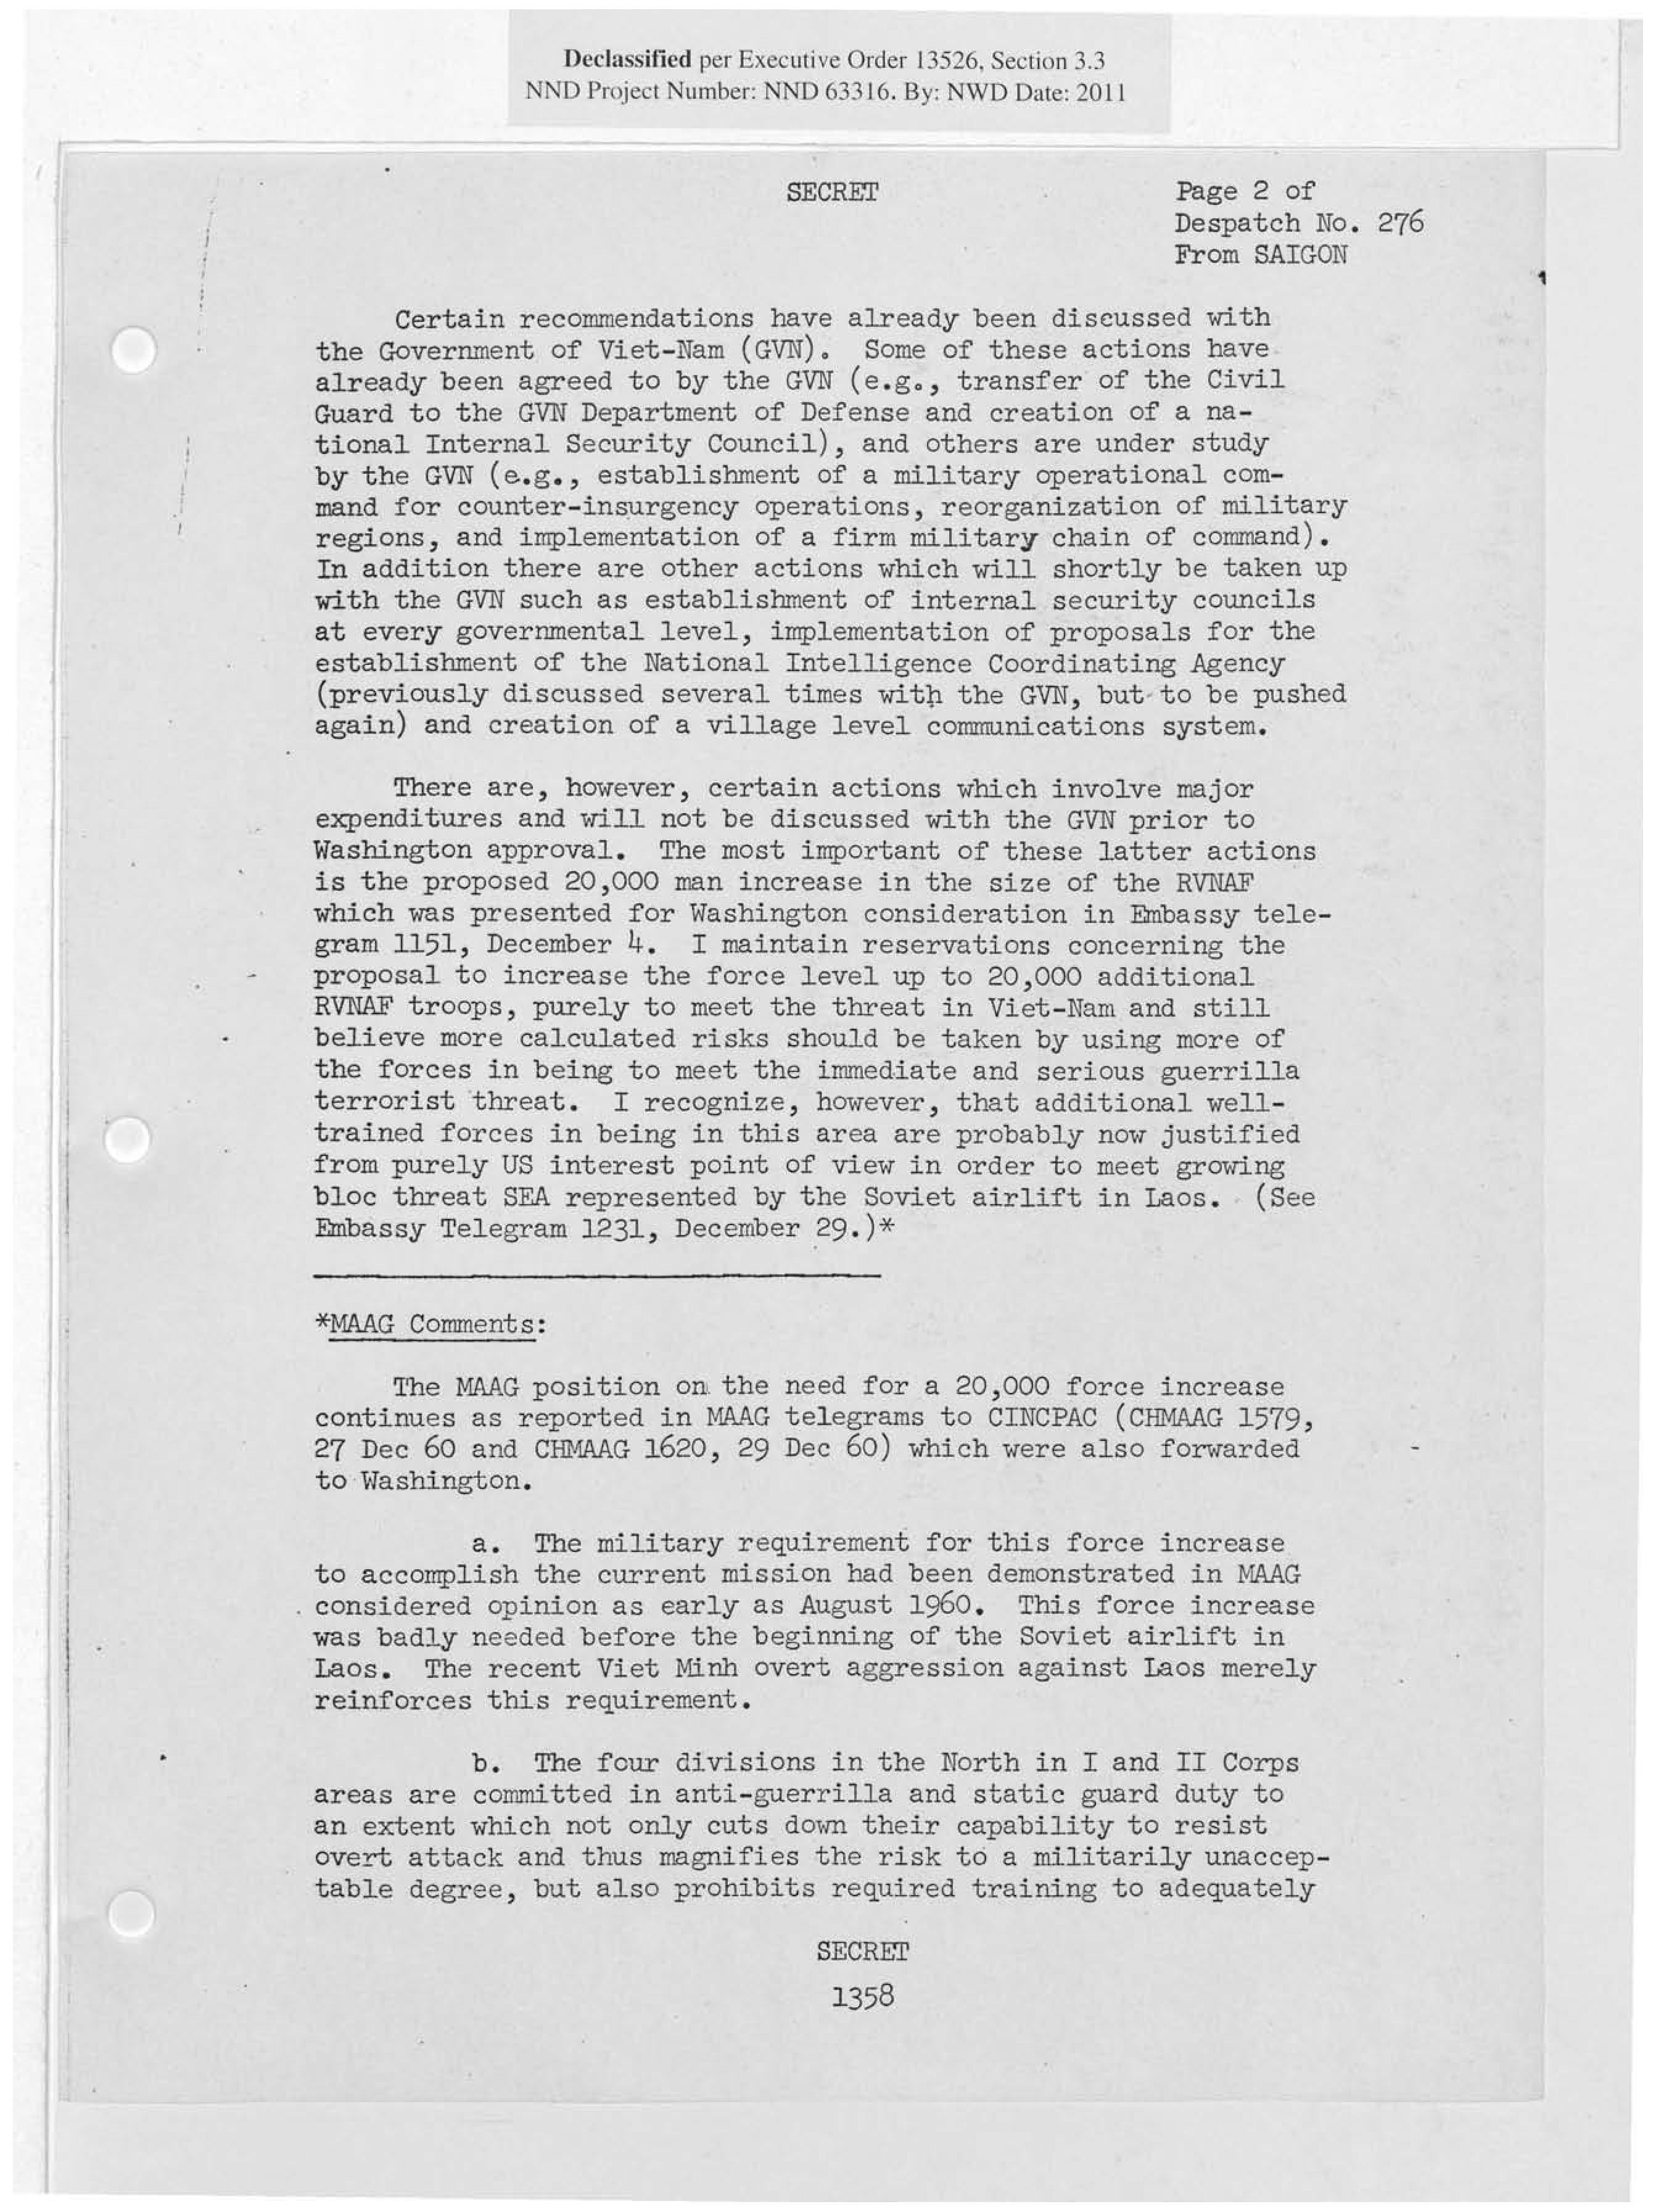 Declassified per Executive Order 13526, Section 3.3
NND Project Number: NND 63316. By: NWD Date: 2011
SECRET
Page 2 of
Despatch No. 276
From SAIGON
Certain recommendations have already been discussed with
the Government of Viet-Nam (GVN). Some of these actions have
already been agreed to by the GVN (e.g., transfer of the Civil
Guard to the GVN Department of Defense and creation of a na-
tional Internal Security Council), and others are under study
by the GVN (e.g., establishment of a military operational com-
mand for counter-insurgency operations, reorganization of military
regions, and implementation of a firm military chain of command).
In addition there are other actions which will shortly be taken up
with the GVN such as establishment of internal security councils
at every governmental level, implementation of proposals for the
establishment of the National Intelligence Coordinating Agency
(previously discussed several times with the GVN, but to be pushed
again) and creation of a village level communications system.
There are, however, certain actions which involve major
expenditures and will not be discussed with the GVN prior to
Washington approval. The most important of these latter actions
is the proposed 20,000 man increase in the size of the RVNAF
which was presented for Washington consideration in Embassy tele-
gram 1151, December 4. I maintain reservations concerning the
proposal to increase the force level up to 20,000 additional
RVNAF troops, purely to meet the threat in Viet-Nam and still
believe more calculated risks should be taken by using more of
the forces in being to meet the immediate and serious guerrilla
terrorist threat. I recognize, however, that additional well-
trained forces in being in this area are probably now justified
from purely US interest point of view in order to meet growing
bloc threat SEA represented by the Soviet airlift in Laos. (See
Embassy Telegram 1231, December 29.)*
*MAAG Comments:
The MAAG position on the need for a 20,000 force increase
continues as reported in MAAG telegrams to CINCPAC (CHMAAG 1579,
27 Dec 60 and CHMAAG 1620, 29 Dec 60) which were also forwarded
to Washington.
a. The military requirement for this force increase
to accomplish the current mission had been demonstrated in MAAG
considered opinion as early as August 1960. This force increase
was badly needed before the beginning of the Soviet airlift in
Laos. The recent Viet Minh overt aggression against Laos merely
reinforces this requirement.
b. The four divisions in the North in I and II Corps
areas are committed in anti-guerrilla and static guard duty to
an extent which not only cuts down their capability to resist
overt attack and thus magnifies the risk to a militarily unaccep-
table degree, but also prohibits required training to adequately
SECRET
1358